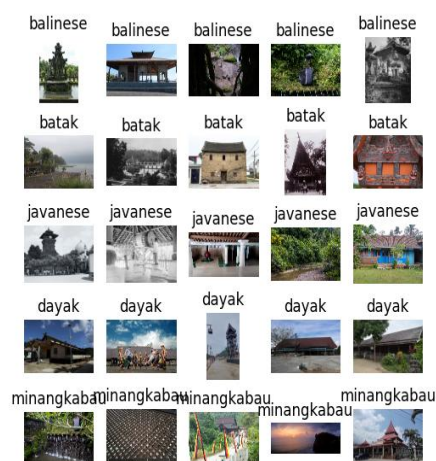 balinese balinese balinese balinese balinese
batak batak batak batak batak
javanese javanese javanese javanese javanese
dayak dayak dayak dayak dayak
minangkabau minangkabau minangkabau minangkabau minangkabau